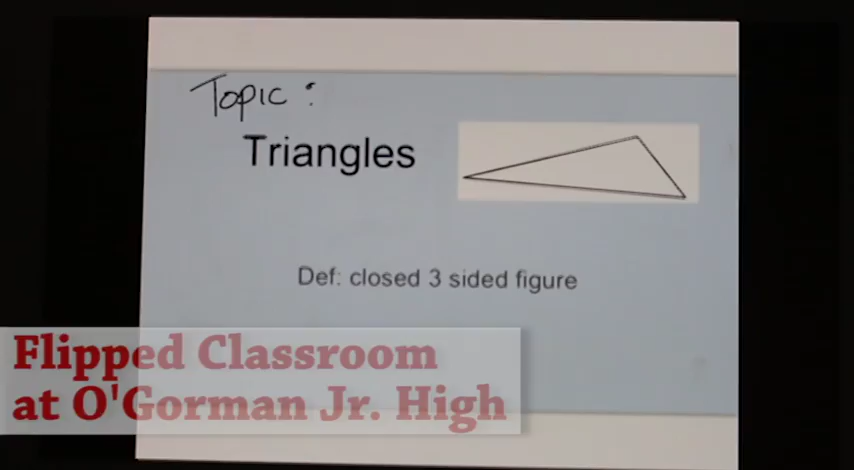 Topic:
Triangles
Def: closed 3 sided figure
Flipped Classroom
at O'Gorman Jr. High